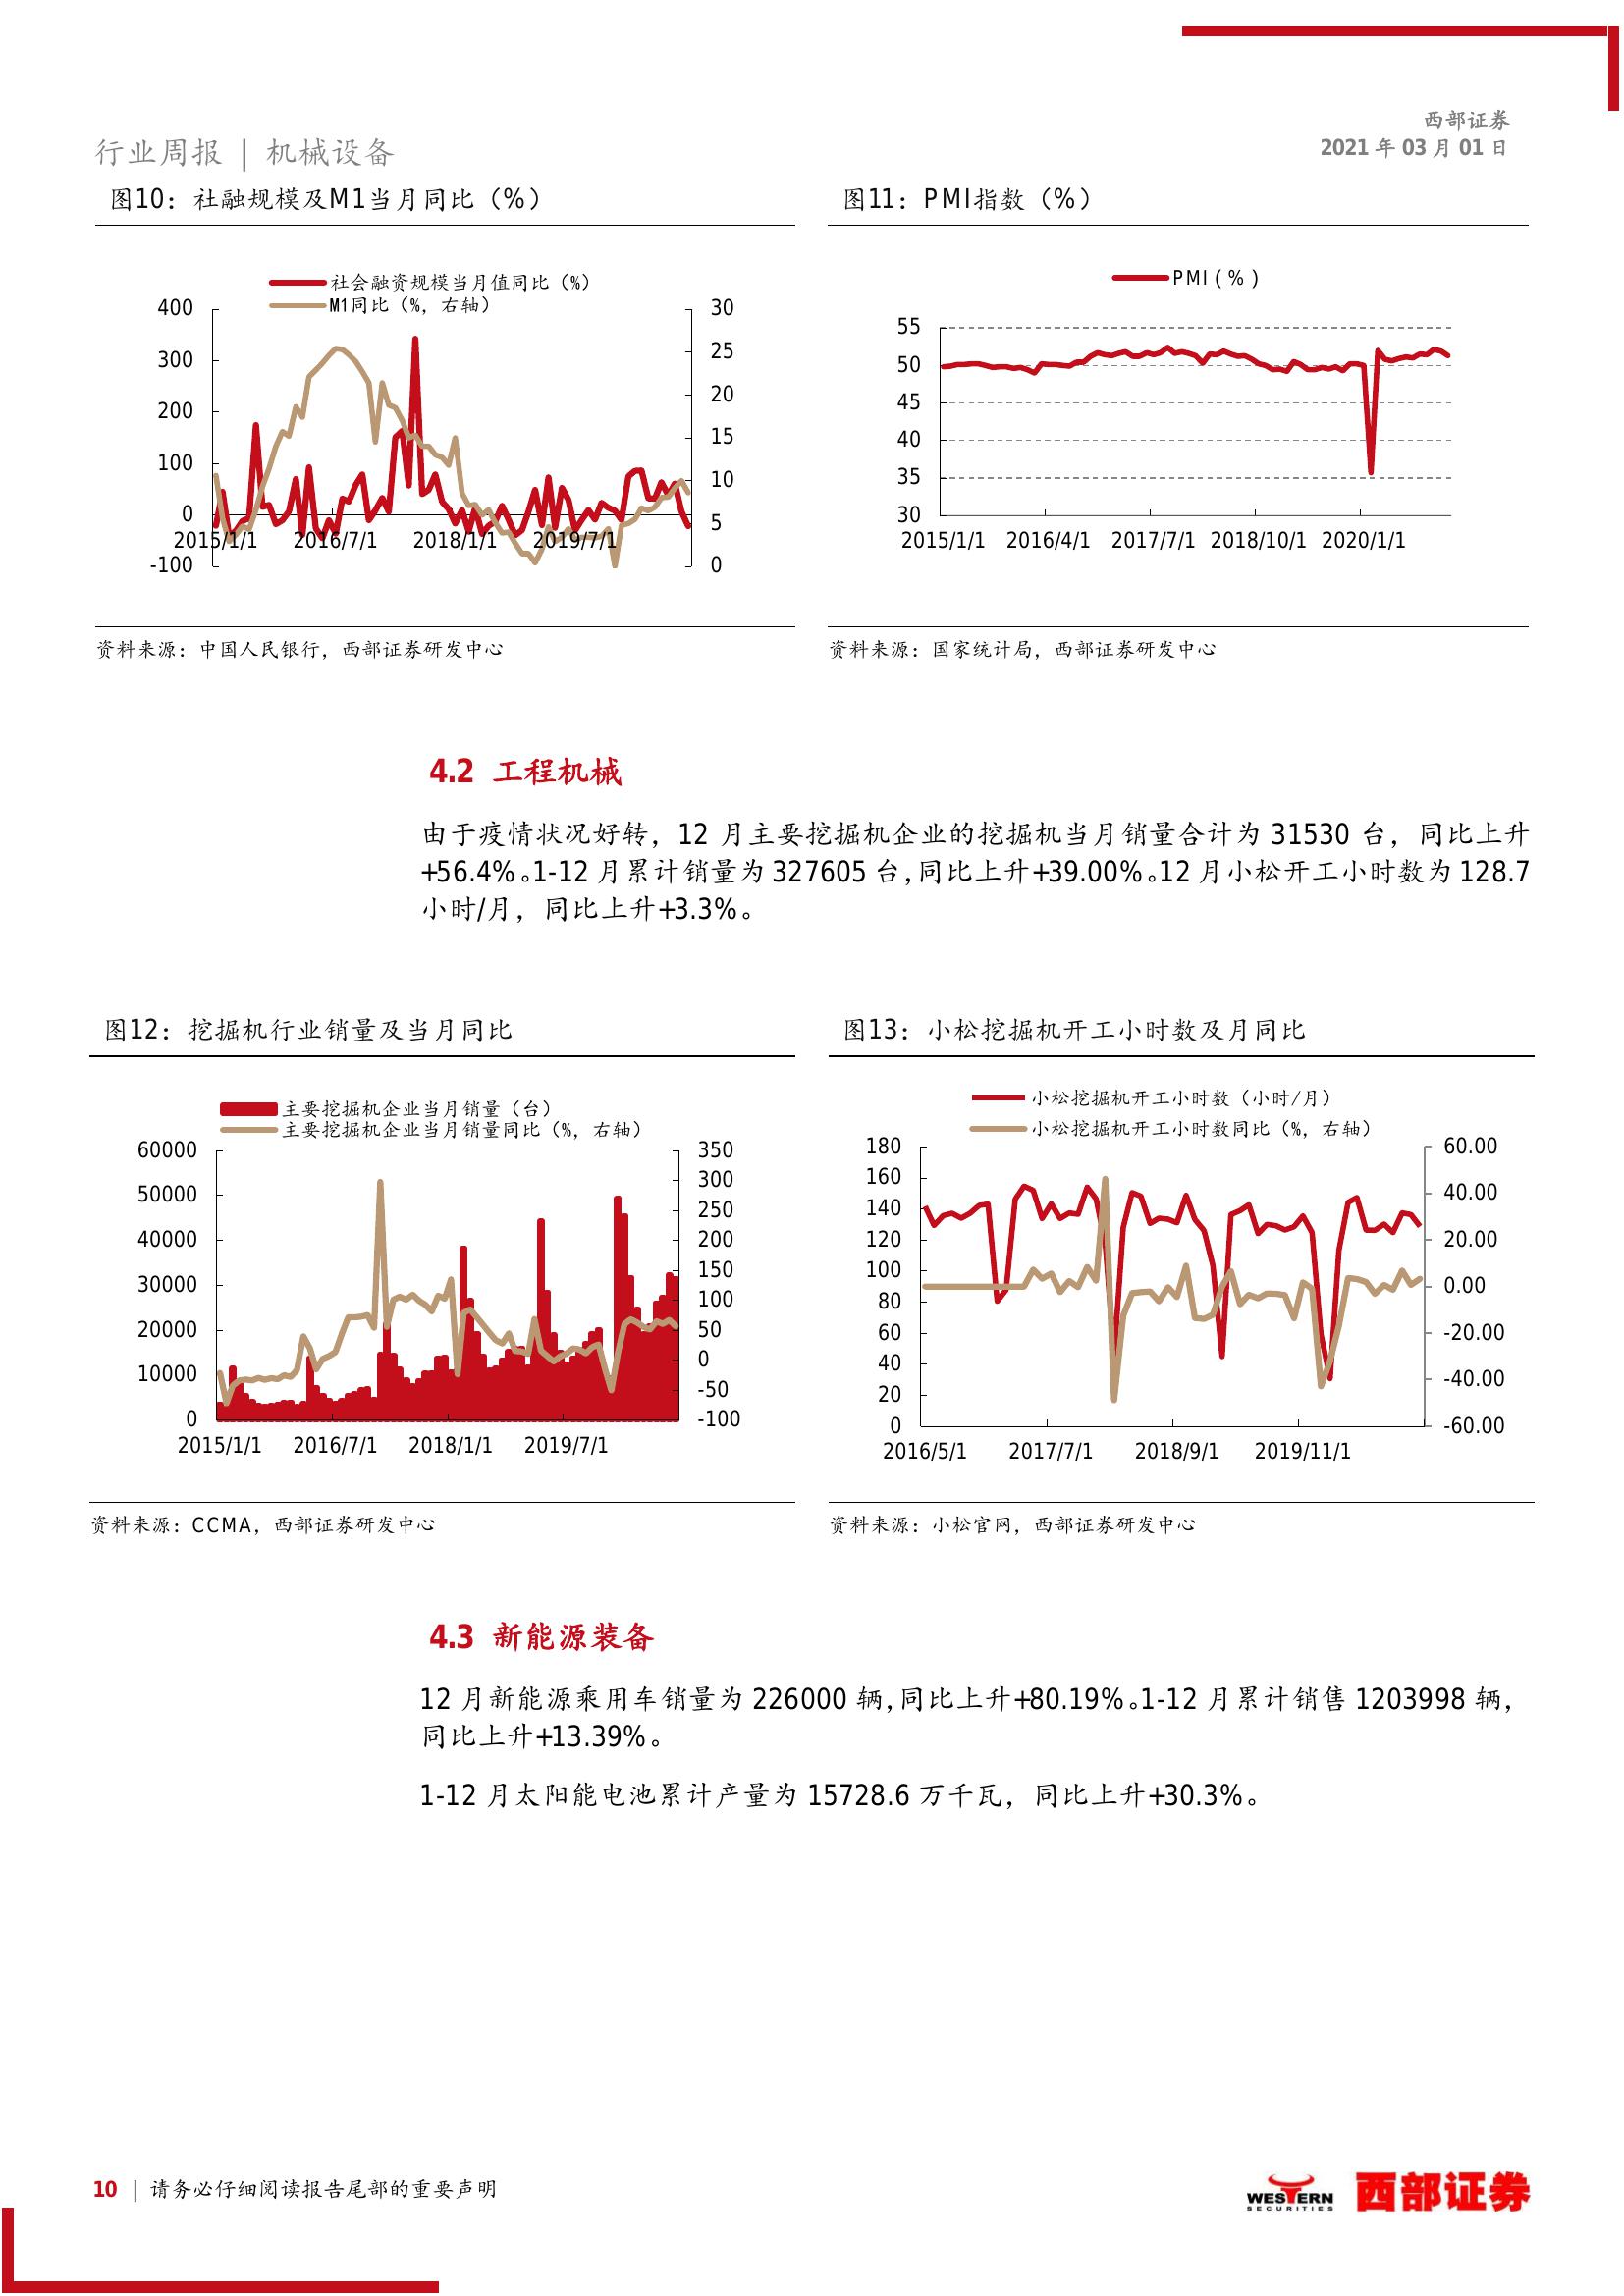 西部证券
2021 年 03 月 01 日
行业周报 | 机械设备
图10：社融规模及M1当月同比（%）
社会融资规模当月值同比（%）
M1同比（%，右轴）
400
300
200
100
0
-100
30
25
20
15
10
5
0
2015/1/1 2016/7/1 2018/1/1 2019/7/1
资料来源：中国人民银行，西部证券研发中心
图11：PMI指数（%）
PMI(%)
55
50
45
40
35
30
2015/1/1 2016/4/1 2017/7/1 2018/10/1 2020/1/1
资料来源：国家统计局，西部证券研发中心
4.2 工程机械
由于疫情状况好转，12 月主要挖掘机企业的挖掘机当月销量合计为 31530 台，同比上升
+56.4%。1-12 月累计销量为 327605 台，同比上升+39.00%。12 月小松开工小时数为 128.7
小时/月，同比上升+3.3%。
图12：挖掘机行业销量及当月同比
主要挖掘机企业当月销量（台）
主要挖掘机企业当月销量同比（%，右轴）
60000
50000
40000
30000
20000
10000
0
350
300
250
200
150
100
50
0
-50
-100
2015/1/1 2016/7/1 2018/1/1 2019/7/1
资料来源：CCMA，西部证券研发中心
图13：小松挖掘机开工小时数及月同比
小松挖掘机开工小时数（小时/月）
小松挖掘机开工小时数同比（%，右轴）
180
160
140
120
100
80
60
40
20
0
60.00
40.00
20.00
0.00
-20.00
-40.00
-60.00
2016/5/1 2017/7/1 2018/9/1 2019/11/1
资料来源：小松官网，西部证券研发中心
4.3 新能源装备
12 月新能源乘用车销量为 226000 辆，同比上升+80.19%。1-12 月累计销售 1203998 辆，
同比上升+13.39%。
1-12 月太阳能电池累计产量为 15728.6 万千瓦，同比上升+30.3%。
10 | 请务必仔细阅读报告尾部的重要声明
WESTERN
SECURITIES
西部证券